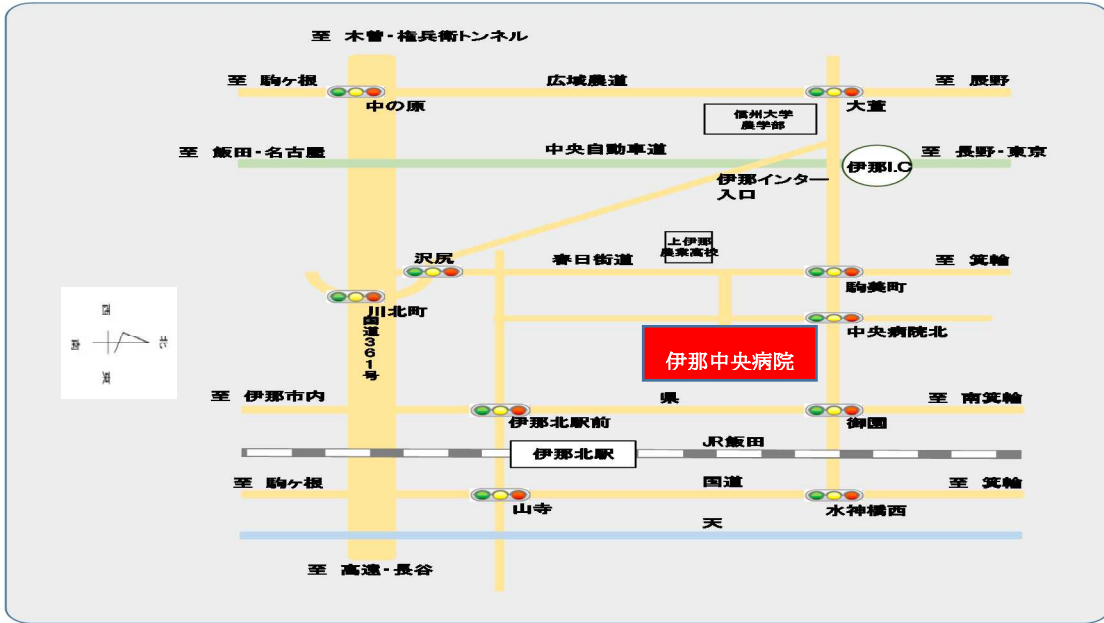 至 木曽・権兵衛トンネル
至 駒ヶ根
広域農道
至 辰野
中の原
大萱
信州大学
農学部
至 飯田・名古屋
中央自動車道
伊那I.C
至 長野・東京
伊那インター
入口
上伊那
農業高校
沢尻
春日街道
至 箕輪
駒美町
川北町
国道361号
中央病院北
伊那中央病院
西
南
北
東
至 伊那市内
県
至 南箕輪
伊那北駅前
御園
JR飯田
伊那北駅
至 駒ヶ根
国道
至 箕輪
山寺
水神橋西
天
至 高遠・長谷